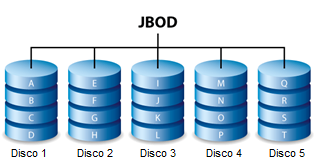 JBOD
A E I M Q
B F J N R
C G K O S
D H L P T
Disco 1 Disco 2 Disco 3 Disco 4 Disco 5